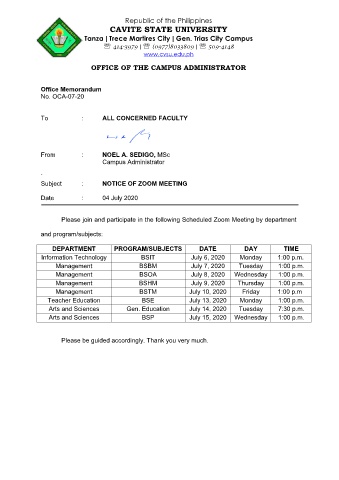 Republic of the Philippines
CAVITE STATE UNIVERSITY
Tanza | Trece Martires City | Gen. Trias City Campus
☏ 414-3979 | ☏ (0977)8033809 | ☏ 509-4148
www.cvsu.edu.ph
OFFICE OF THE CAMPUS ADMINISTRATOR
Office Memorandum
No. OCA-07-20
To : ALL CONCERNED FACULTY
From : NOEL A. SEDIGO, MSc
Campus Administrator
.
Subject : NOTICE OF ZOOM MEETING
Date : 04 July 2020
Please join and participate in the following Scheduled Zoom Meeting by department
and program/subjects:
DEPARTMENT PROGRAM/SUBJECTS DATE DAY TIME
Information Technology BSIT July 6, 2020 Monday 1:00 p.m.
Management BSBM July 7, 2020 Tuesday 1:00 p.m.
Management BSOA July 8, 2020 Wednesday 1:00 p.m.
Management BSHM July 9, 2020 Thursday 1:00 p.m.
Management BSTM July 10, 2020 Friday 1:00 p.m
Teacher Education BSE July 13, 2020 Monday 1:00 p.m.
Arts and Sciences Gen. Education July 14, 2020 Tuesday 7:30 p.m.
Arts and Sciences BSP July 15, 2020 Wednesday 1:00 p.m.
Please be guided accordingly. Thank you very much.